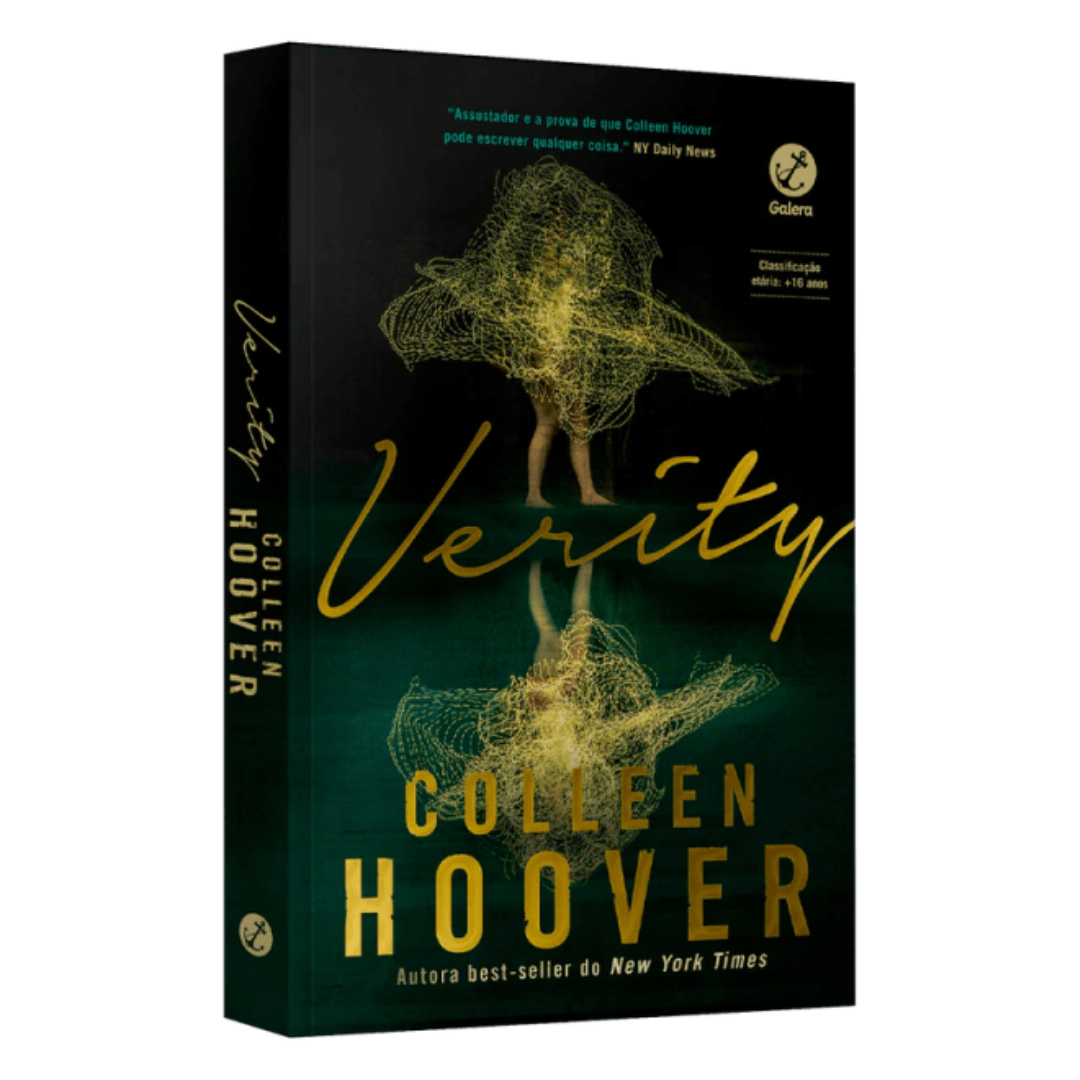 "Assustador e a prova de que Colleen Hoover
pode escrever qualquer coisa." NY Daily News
Galera
Classificação
etária: +16 anos
Verity
COLLEEN
HOOVER
Autora best-seller do New York Times
Verity
COLLEEN
HOOVER